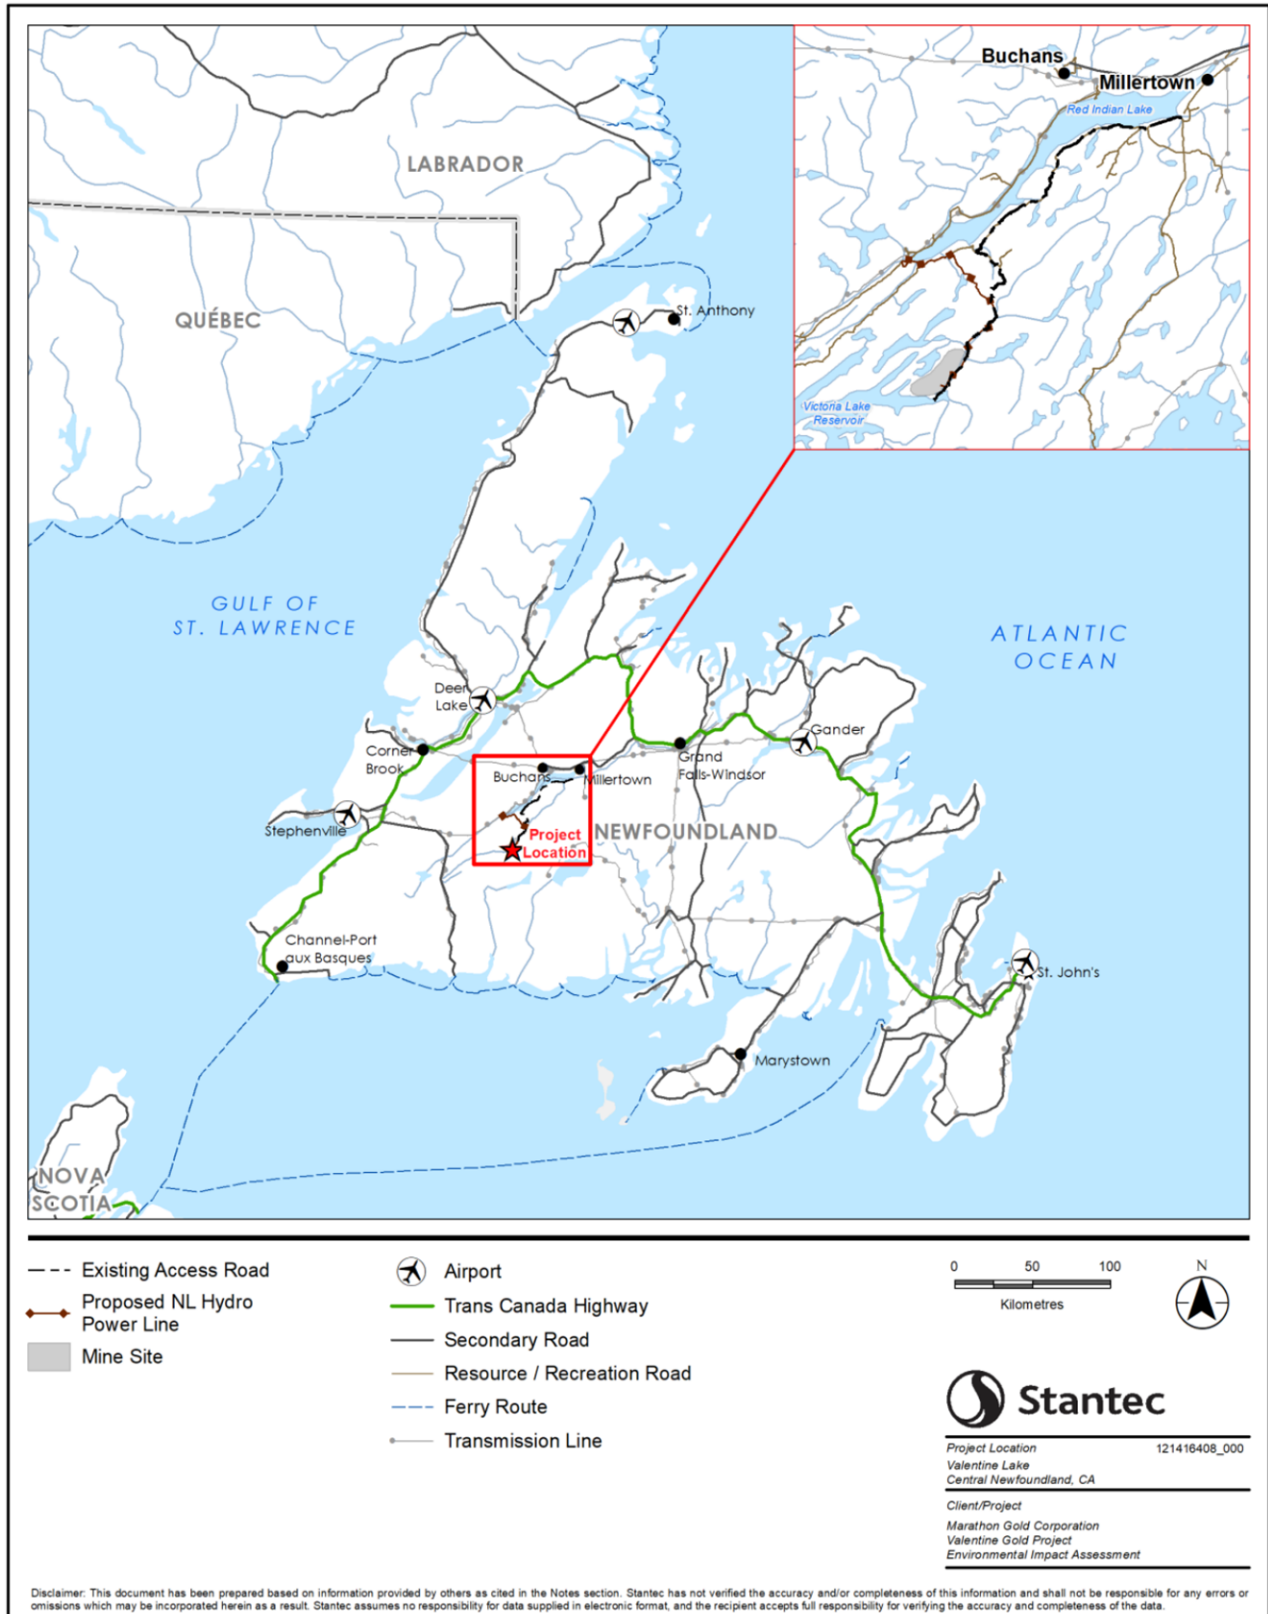 LABRADOR
QUÉBEC
St. Anthony
GULF OF
ST. LAWRENCE
ATLANTIC
OCEAN
Deer
Lake
Corner
Brook
Gander
Grand
Falls-Windsor
Buchans
Millertown
Stephenville
NEWFOUNDLAND
Project
Location
Channel-Port
aux Basques
St. John's
Marystown
NOVA
SCOTIA
Buchans
Millertown
Red Indian Lake
Victoria Lake
Reservoir
Existing Access Road
Proposed NL Hydro
Power Line
Mine Site
Airport
Trans Canada Highway
Secondary Road
Resource / Recreation Road
Ferry Route
Transmission Line
0 50 100
Kilometres
N
Stantec
Project Location 121416408_000
Valentine Lake
Central Newfoundland, CA
Client/Project
Marathon Gold Corporation
Valentine Gold Project
Environmental Impact Assessment
Disclaimer: This document has been prepared based on information provided by others as cited in the Notes section. Stantec has not verified the accuracy and/or completeness of this information and shall not be responsible for any errors or
omissions which may be incorporated herein as a result. Stantec assumes no responsibility for data supplied in electronic format, and the recipient accepts full responsibility for verifying the accuracy and completeness of the data.